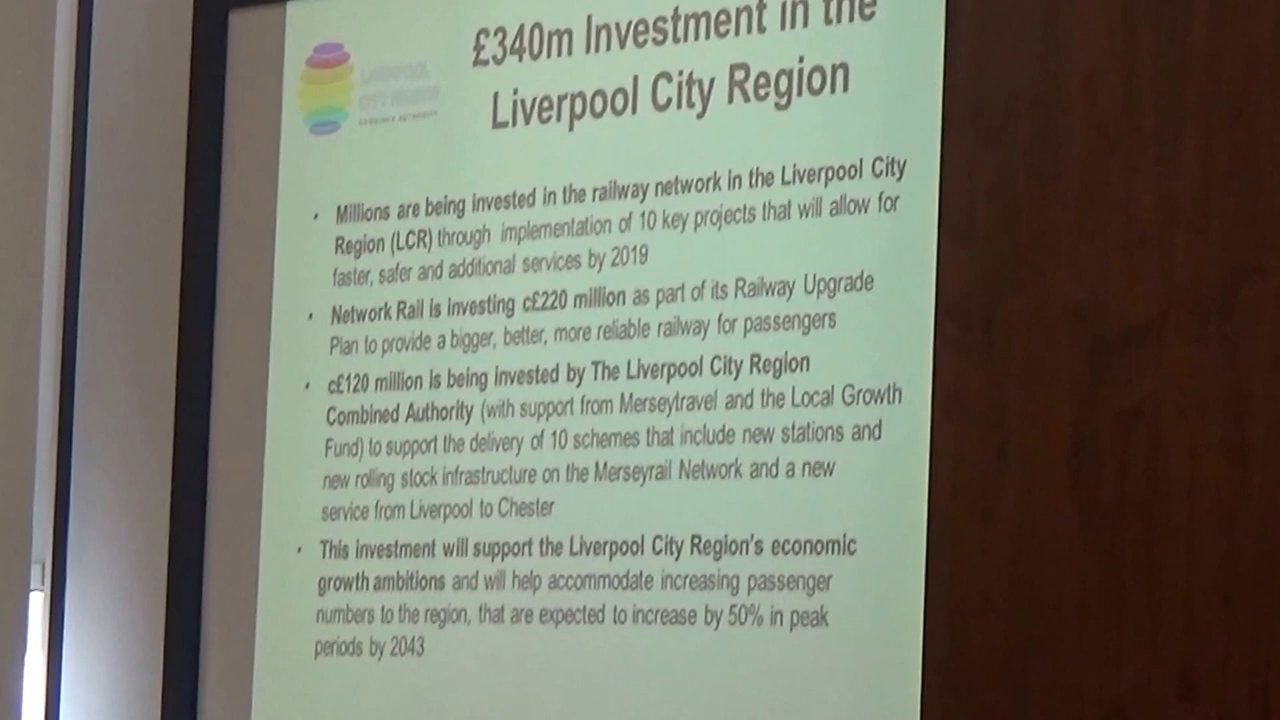 £340m Investment in the
Liverpool City Region
LIVERPOOL
CITY REGION
COMBINED AUTHORITY
· Millions are being invested in the railway network in the Liverpool City
Region (LCR) through implementation of 10 key projects that will allow for
faster, safer and additional services by 2019
· Network Rail is investing c£220 million as part of its Railway Upgrade
Plan to provide a bigger, better, more reliable railway for passengers
· c£120 million is being invested by The Liverpool City Region
Combined Authority (with support from Merseytravel and the Local Growth
Fund) to support the delivery of 10 schemes that include new stations and
new rolling stock infrastructure on the Merseyrail Network and a new
service from Liverpool to Chester
· This investment will support the Liverpool City Region's economic
growth ambitions and will help accommodate increasing passenger
numbers to the region, that are expected to increase by 50% in peak
periods by 2043